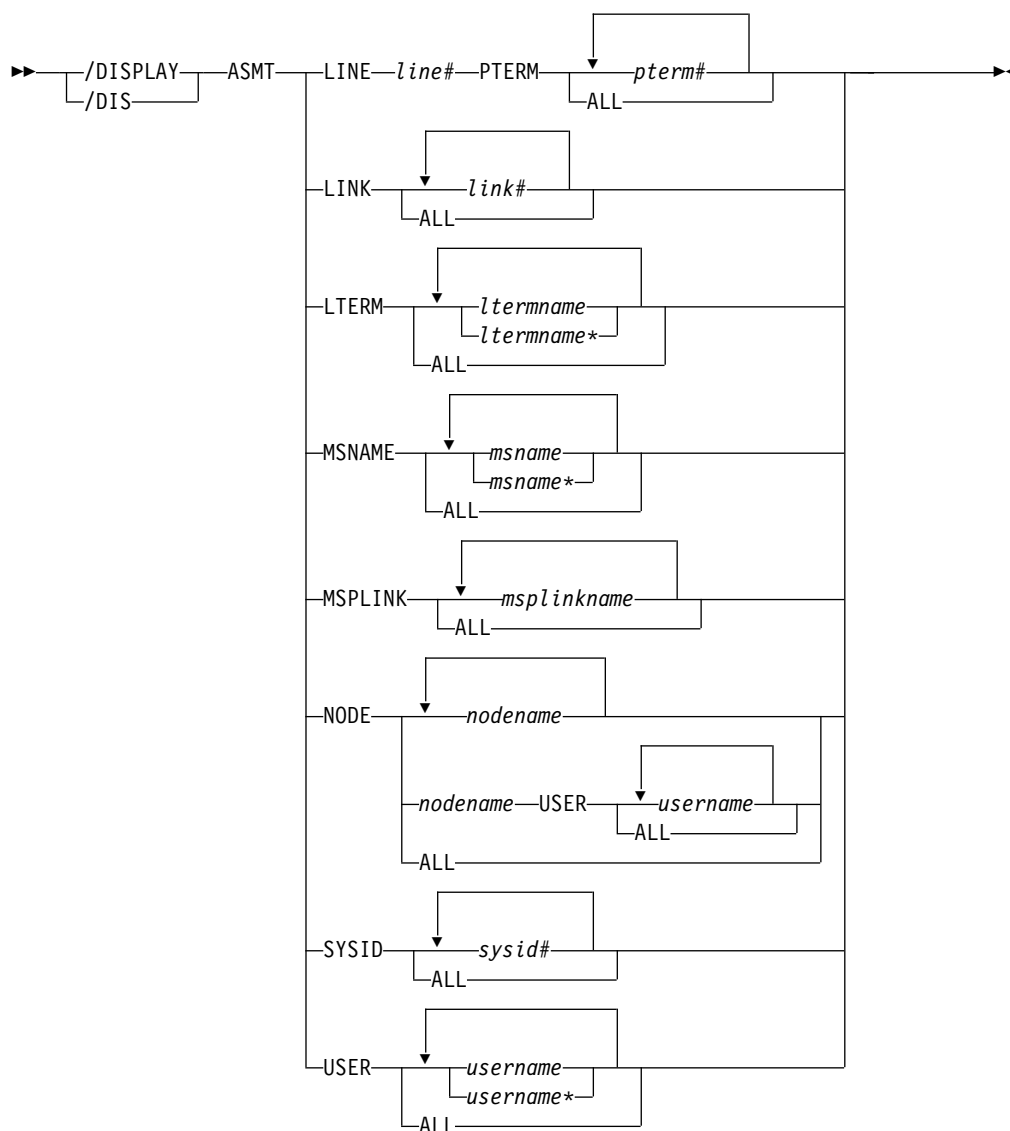 /DISPLAY ASMT LINE line# PTERM pterm#
/DIS ALL
LINK link#
ALL
LTERM ltermname
ltermname*
ALL
MSNAME msname
msname*
ALL
MSPLINK msplinkname
ALL
NODE nodename
nodename USER username
ALL
ALL
SYSID sysid#
ALL
USER username
username*
ALL